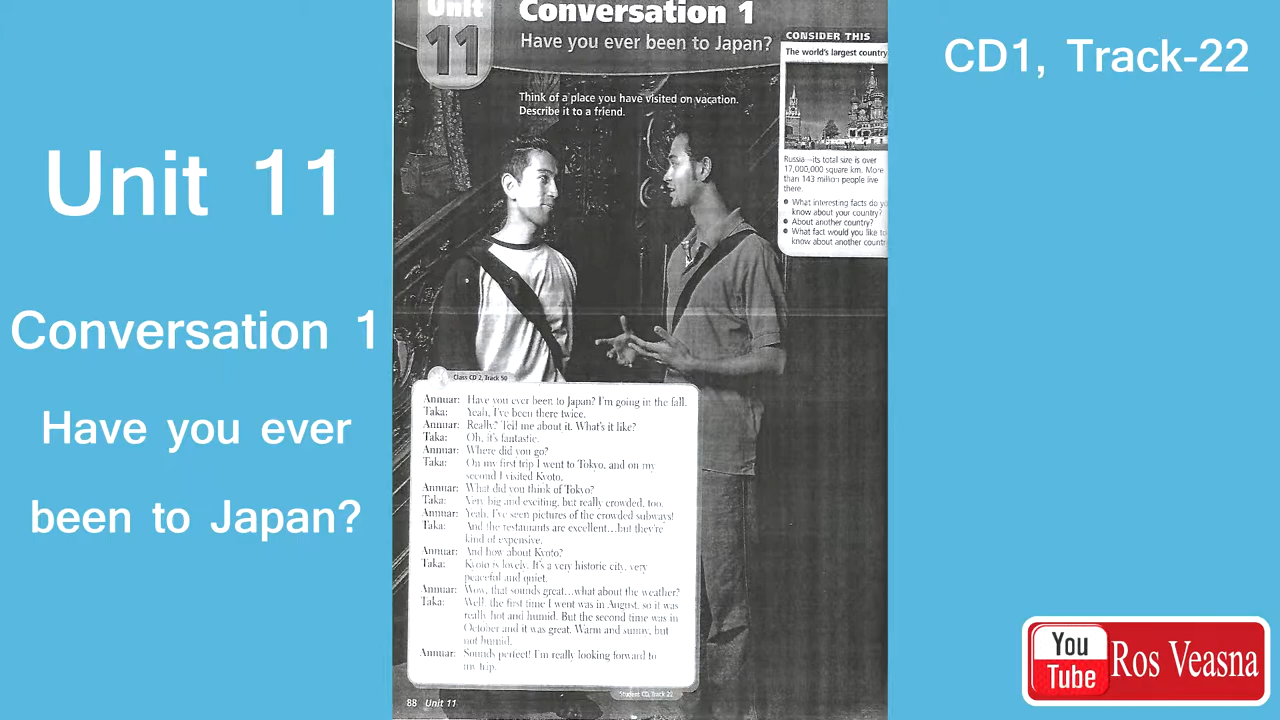 Unit 11
Conversation 1
Have you ever
been to Japan?
Unit
11
Conversation 1
Have you ever been to Japan?
Think of a place you have visited on vacation.
Describe it to a friend.
CONSIDER THIS
The world's largest country
Russia—its total size is over
17,000,000 square km. More
than 143 million people live
there.
What interesting facts do yo
know about your country?
About another country?
What fact would you like to
know about another countr
Class CD 2, Track 50
Annuar: Have you ever been to Japan? I'm going in the fall.
Taka: Yeah, I've been there twice.
Annuar: Really? Tell me about it. What's it like?
Taka: Oh, it's fantastic.
Annuar: Where did you go?
Taka: On my first trip I went to Tokyo, and on my
second I visited Kyoto.
Annuar: What did you think of Tokyo?
Taka: Very big and exciting, but really crowded, too.
Annuar: Yeah, I've seen pictures of the crowded subways!
Taka: And the restaurants are excellent...but they're
kind of expensive.
Annuar: And how about Kyoto?
Taka: Kyoto is lovely. It's a very historic city, very
peaceful and quiet.
Annuar: Wow, that sounds great...what about the weather?
Taka: Well, the first time I went was in August, so it was
really hot and humid. But the second time was in
October and it was great. Warm and sunny, but
not humid.
Annuar: Sounds perfect! I'm really looking forward to
my trip.
Student CD, Track 22
88 Unit 11
CD1, Track-22
You
Tube
Ros Veasna